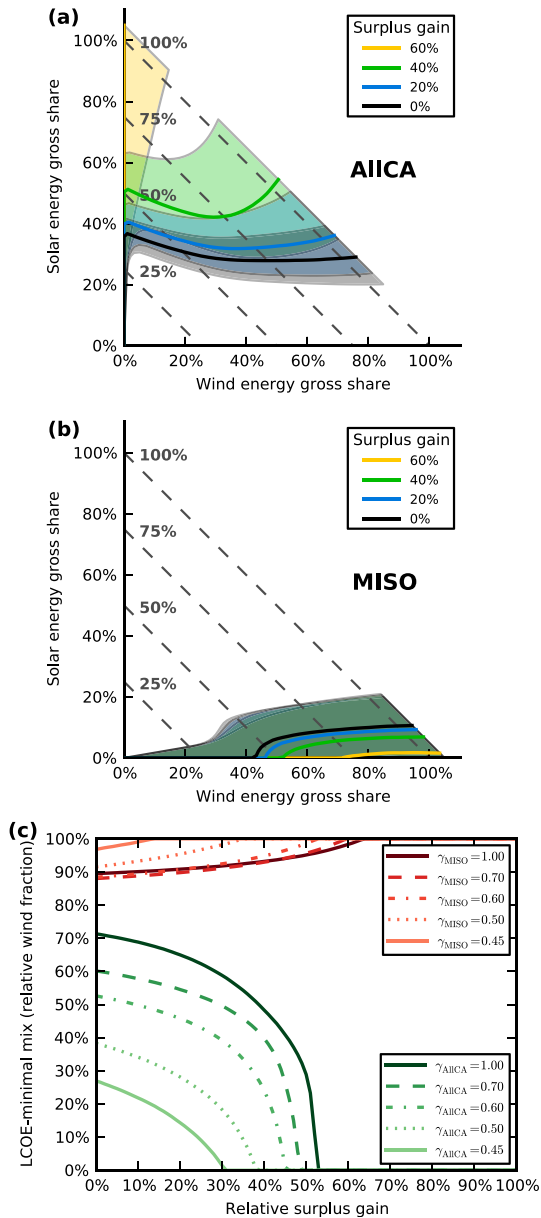 (a)
Surplus gain
60%
40%
20%
0%
AllCA
100%
80%
60%
40%
20%
0%
100%
75%
50%
25%
Solar energy gross share
0% 20% 40% 60% 80% 100%
Wind energy gross share
(b)
Surplus gain
60%
40%
20%
0%
MISO
100%
80%
60%
40%
20%
0%
100%
75%
50%
25%
Solar energy gross share
0% 20% 40% 60% 80% 100%
Wind energy gross share
(c)
100%
90%
80%
70%
60%
50%
40%
30%
20%
10%
0%
LCOE-minimal mix (relative wind fraction)
γMISO=1.00
γMISO=0.70
γMISO=0.60
γMISO=0.50
γMISO=0.45
γAllCA=1.00
γAllCA=0.70
γAllCA=0.60
γAllCA=0.50
γAllCA=0.45
0% 10% 20% 30% 40% 50% 60% 70% 80% 90% 100%
Relative surplus gain